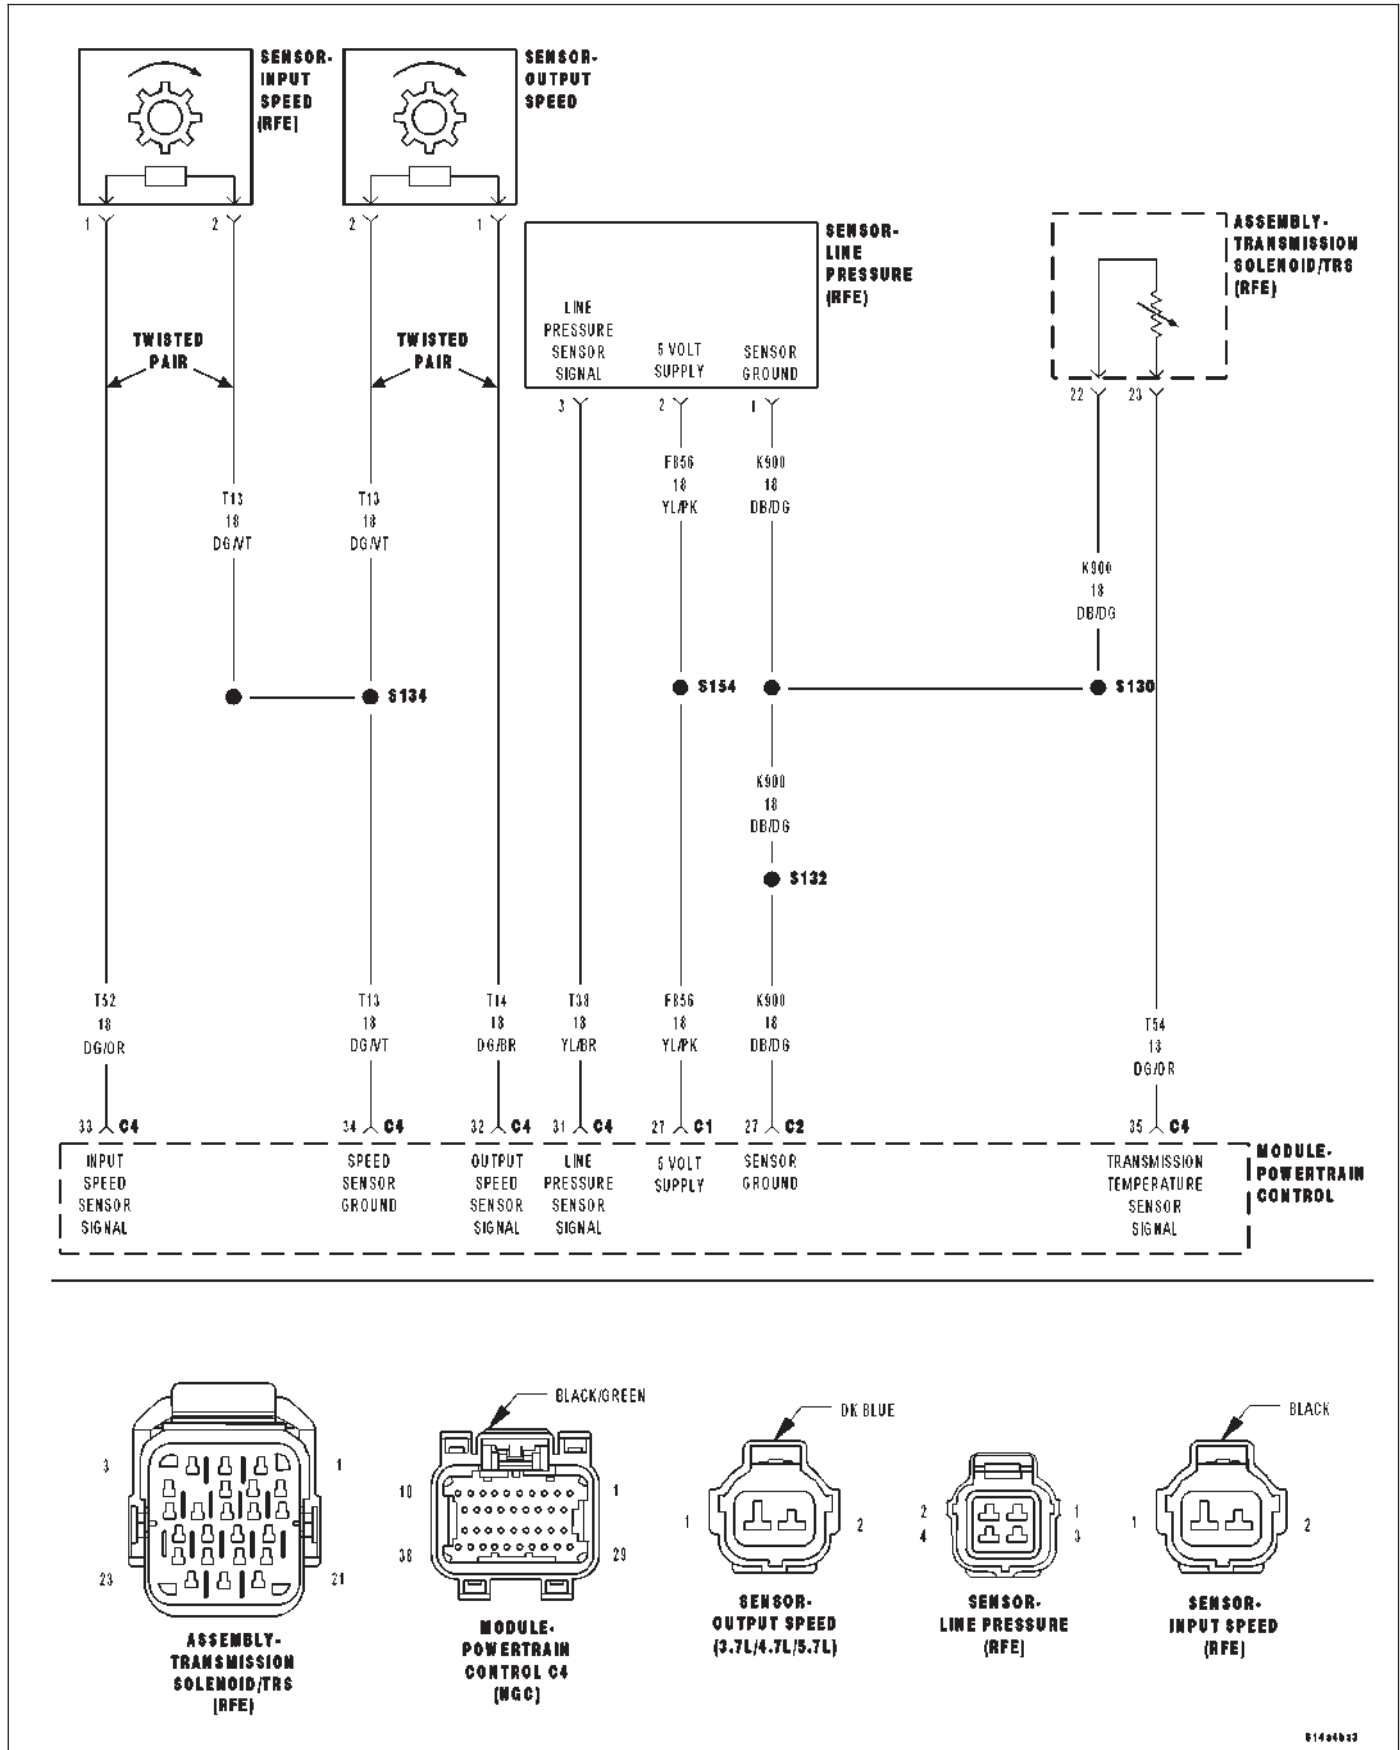 SENSOR-
INPUT
SPEED
(RFE)
SENSOR-
OUTPUT
SPEED
1
2
2
1
SENSOR-
LINE
PRESSURE
(RFE)
LINE
PRESSURE
SENSOR
SIGNAL
5 VOLT
SUPPLY
SENSOR
GROUND
3
2
1
ASSEMBLY-
TRANSMISSION
SOLENOID/TRS
(RFE)
22
23
TWISTED
PAIR
TWISTED
PAIR
T13
18
DG/VT
T13
18
DG/VT
F856
18
YL/PK
K900
18
DB/DG
K900
18
DB/DG
S134
S154
S130
K900
18
DB/DG
S132
T52
18
DG/OR
T13
18
DG/VT
T14
18
DG/BR
T38
18
YL/BR
F856
18
YL/PK
K900
18
DB/DG
T54
18
DG/OR
33 C4
34 C4
32 C4
31 C4
27 C1
27 C2
35 C4
INPUT
SPEED
SENSOR
SIGNAL
SPEED
SENSOR
GROUND
OUTPUT
SPEED
SENSOR
SIGNAL
LINE
PRESSURE
SENSOR
SIGNAL
5 VOLT
SUPPLY
SENSOR
GROUND
TRANSMISSION
TEMPERATURE
SENSOR
SIGNAL
MODULE-
POWERTRAIN
CONTROL
3
1
23
21
ASSEMBLY-
TRANSMISSION
SOLENOID/TRS
(RFE)
BLACK/GREEN
10
1
38
29
MODULE-
POWERTRAIN
CONTROL C4
(NGC)
DK BLUE
1
2
SENSOR-
OUTPUT SPEED
(3.7L/4.7L/5.7L)
2
1
4
3
SENSOR-
LINE PRESSURE
(RFE)
BLACK
1
2
SENSOR-
INPUT SPEED
(RFE)